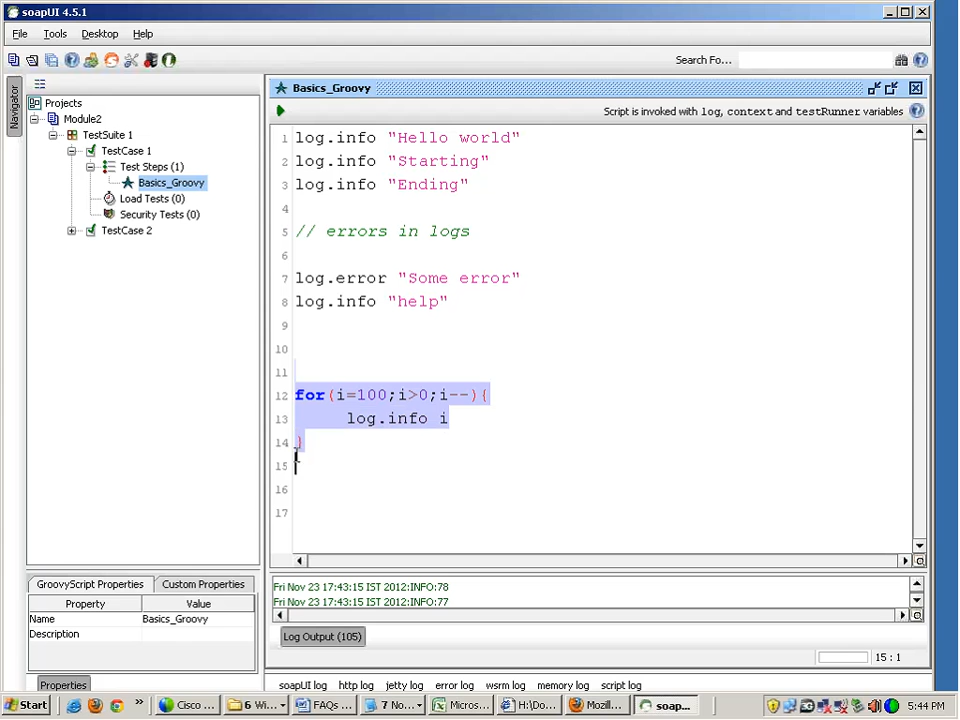 soapUI 4.5.1
File Tools Desktop Help
Search Fo...
Navigator
Projects
Module2
TestSuite 1
TestCase 1
Test Steps (1)
Basics_Groovy
Load Tests (0)
Security Tests (0)
TestCase 2
Basics_Groovy
Script is invoked with log, context and testRunner variables
1 log.info "Hello world"
2 log.info "Starting"
3 log.info "Ending"
4
5 // errors in logs
6
7 log.error "Some error"
8 log.info "help"
9
10
11
12 for(i=100;i>0;i--){
13 log.info i
14 }
15
16
17
GroovyScript Properties Custom Properties
Property Value
Name Basics_Groovy
Description
Properties
Fri Nov 23 17:43:15 IST 2012:INFO:78
Fri Nov 23 17:43:15 IST 2012:INFO:77
Log Output (105)
15 : 1
soapUI log http log jetty log error log wsrm log memory log script log
Start » Cisco ... 6 Wi... FAQs ... 7 No... Micros... H:\Do... Mozill... soap... 5:44 PM